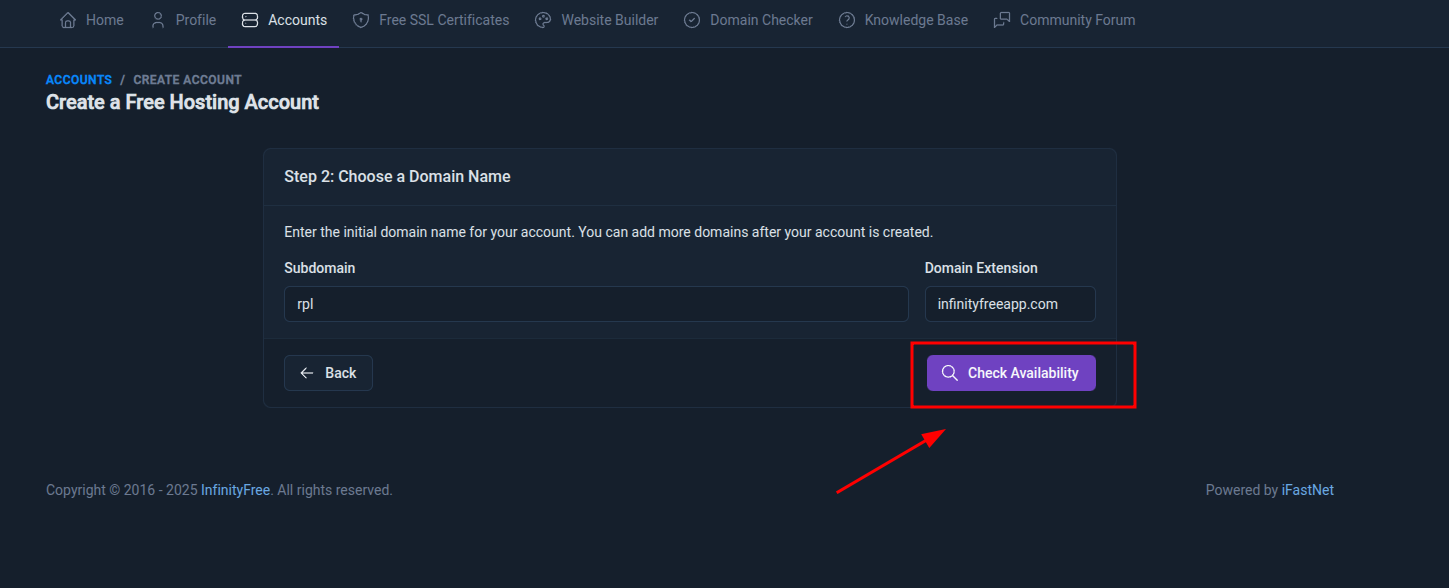 Home Profile Accounts Free SSL Certificates Website Builder Domain Checker Knowledge Base Community Forum
ACCOUNTS / CREATE ACCOUNT
Create a Free Hosting Account
Step 2: Choose a Domain Name
Enter the initial domain name for your account. You can add more domains after your account is created.
Subdomain Domain Extension
rpl infinityfreeapp.com
Back Check Availability
Copyright © 2016 - 2025 InfinityFree. All rights reserved. Powered by iFastNet